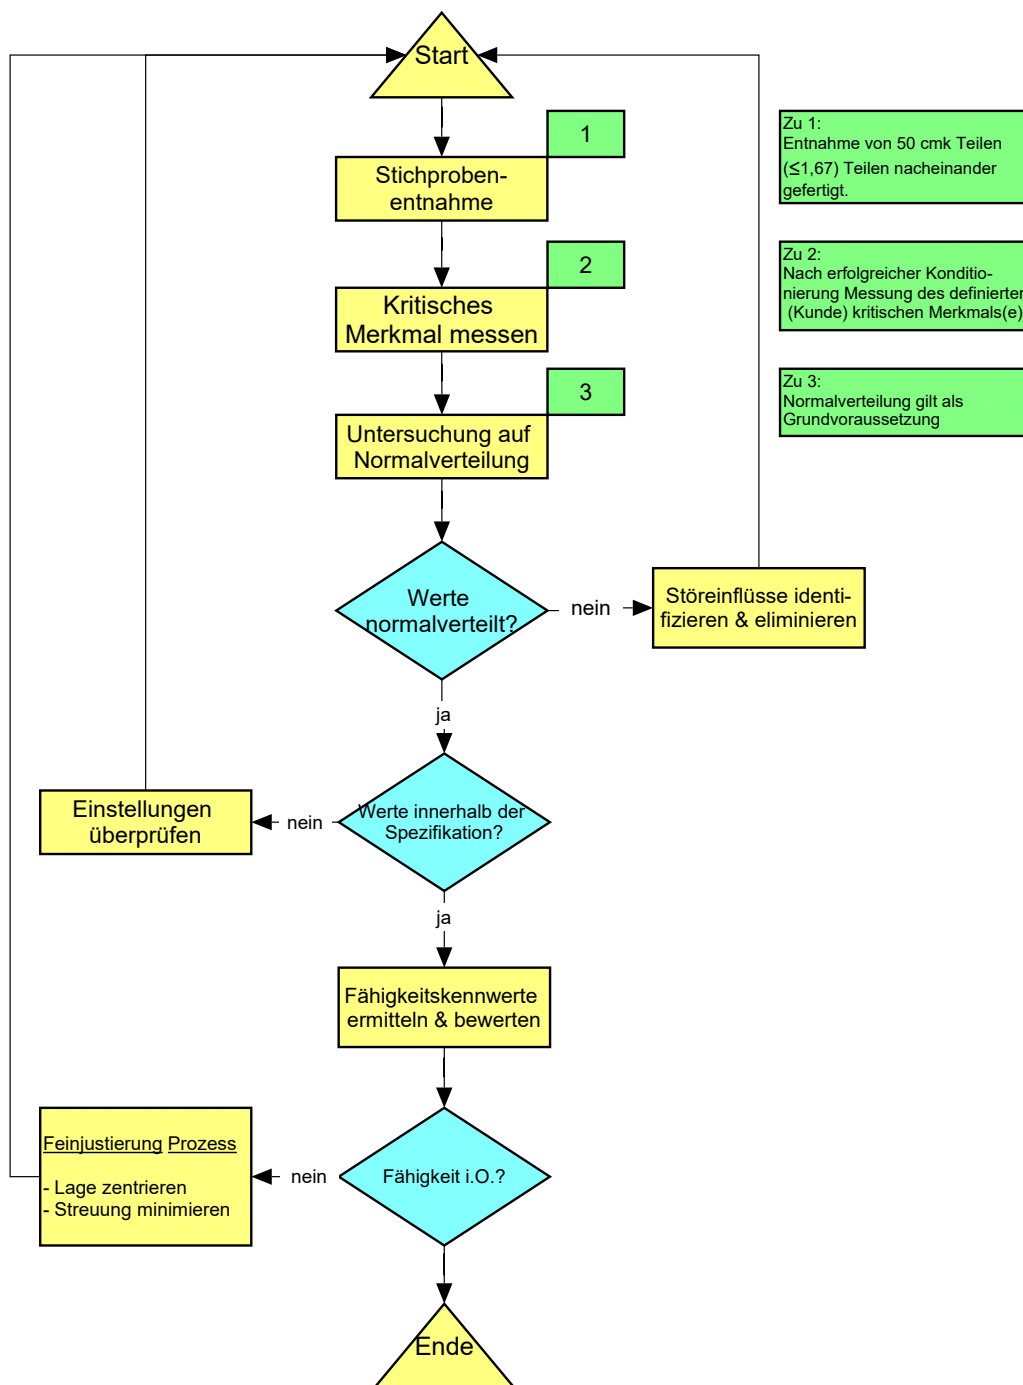 Start
1
Stichproben-
entnahme
2
Kritisches
Merkmal messen
3
Untersuchung auf
Normalverteilung
Zu 1:
Entnahme von 50 cmk Teilen
(≤1,67) Teilen nacheinander
gefertigt.
Zu 2:
Nach erfolgreicher Konditio-
nierung Messung des definierter
(Kunde) kritischen Merkmals(e)
Zu 3:
Normalverteilung gilt als
Grundvoraussetzung
Werte
normalverteilt?
nein
Störeinflüsse identi-
fizieren & eliminieren
ja
Werte innerhalb der
Spezifikation?
nein
Einstellungen
überprüfen
ja
Fähigkeitskennwerte
ermitteln & bewerten
Fähigkeit i.O.?
nein
Feinjustierung Prozess
- Lage zentrieren
- Streuung minimieren
Ende